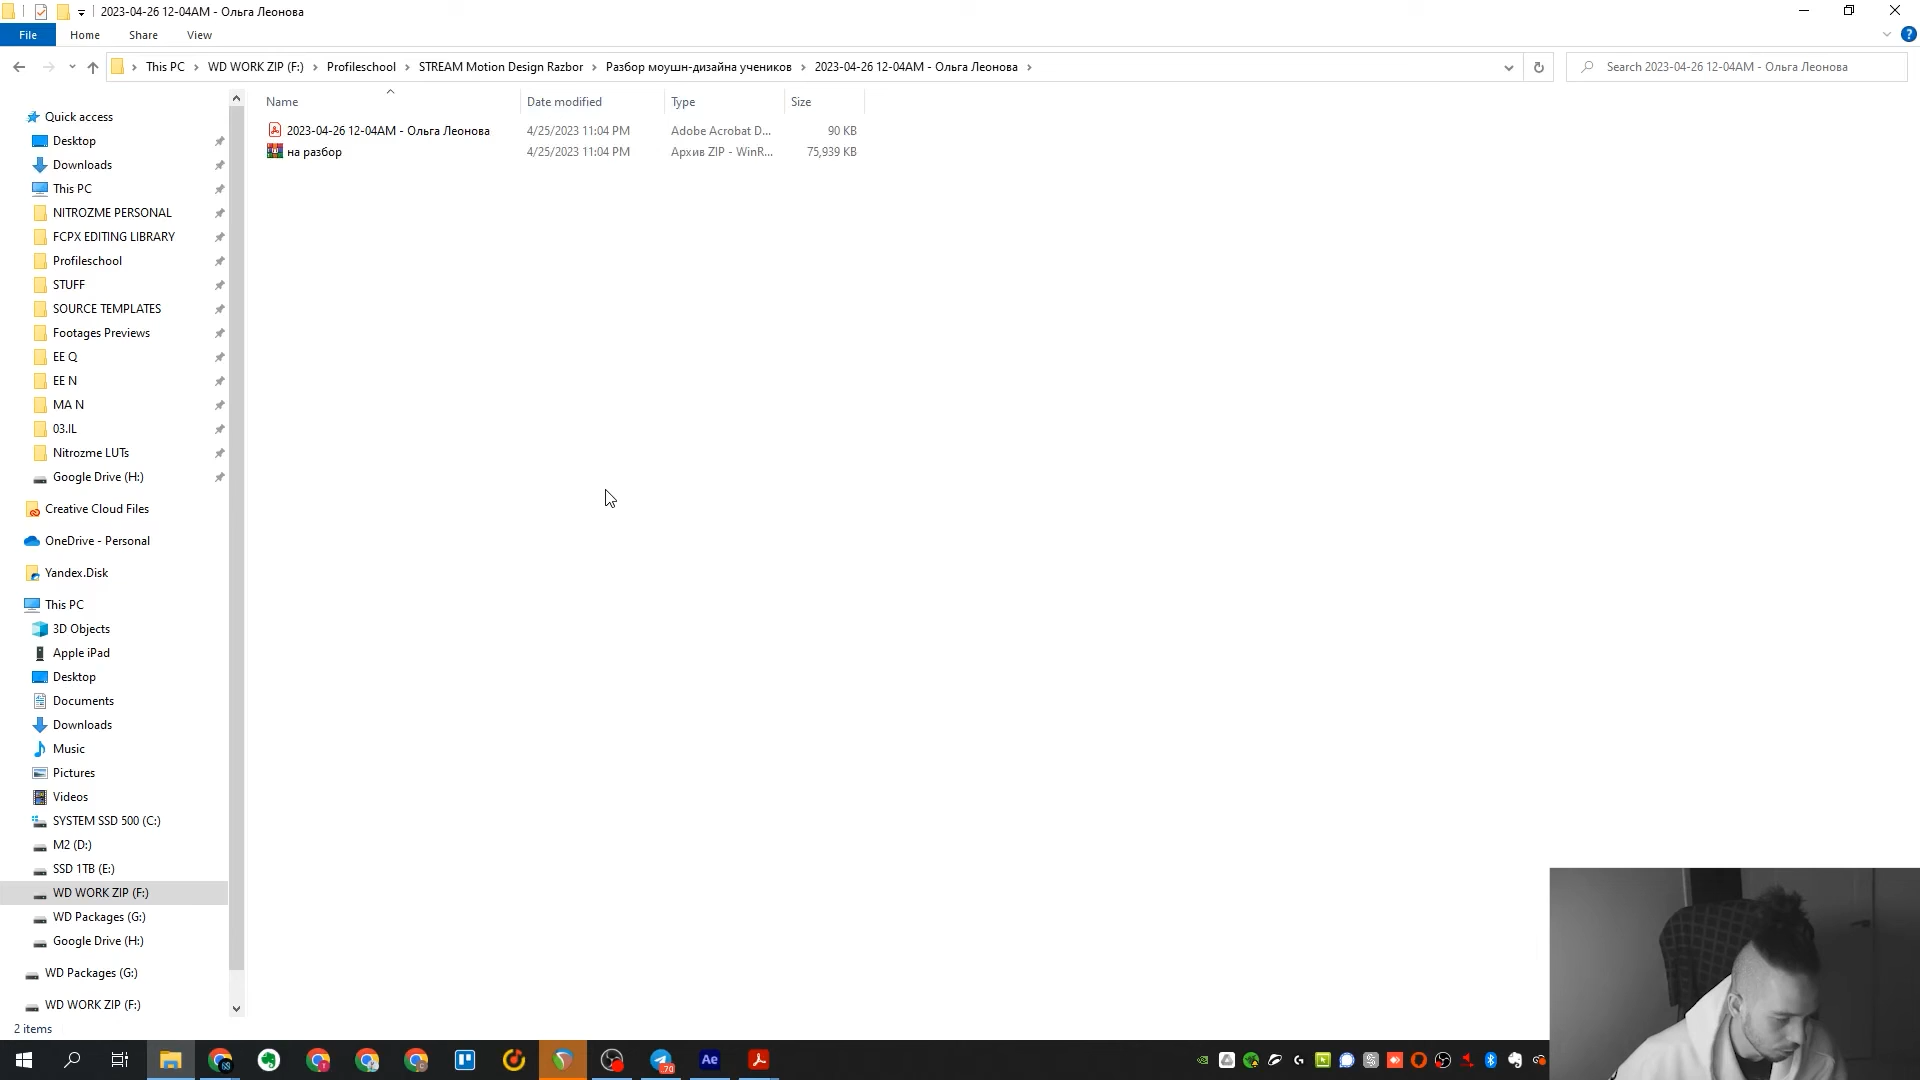 2023-04-26 12-04AM - Ольга Леонова
File Home Share View
This PC WD WORK ZIP (F:) Profileschool STREAM Motion Design Razbor Разбор моушн-дизайна учеников 2023-04-26 12-04AM - Ольга Леонова
Search 2023-04-26 12-04AM - Ольга Леонова
Name Date modified Type Size
2023-04-26 12-04AM - Ольга Леонова 4/25/2023 11:04 PM Adobe Acrobat D... 90 KB
на разбор 4/25/2023 11:04 PM Архив ZIP - WinR... 75,939 KB
Quick access
Desktop
Downloads
This PC
NITROZME PERSONAL
FCPX EDITING LIBRARY
Profileschool
STUFF
SOURCE TEMPLATES
Footages Previews
EE Q
EE N
MA N
03.IL
Nitrozme LUTs
Google Drive (H:)
Creative Cloud Files
OneDrive - Personal
Yandex.Disk
This PC
3D Objects
Apple iPad
Desktop
Documents
Downloads
Music
Pictures
Videos
SYSTEM SSD 500 (C:)
M2 (D:)
SSD 1TB (E:)
WD WORK ZIP (F:)
WD Packages (G:)
Google Drive (H:)
WD Packages (G:)
WD WORK ZIP (F:)
2 items
70
Ae